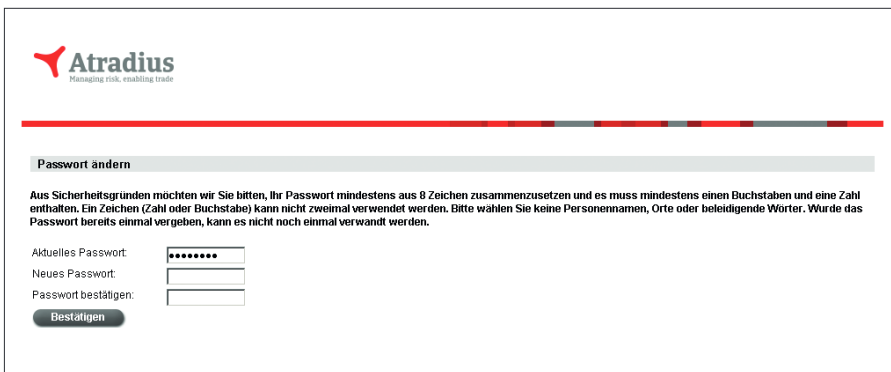 Atradius
Managing risk, enabling trade
Passwort ändern
Aus Sicherheitsgründen möchten wir Sie bitten, Ihr Passwort mindestens aus 8 Zeichen zusammenzusetzen und es muss mindestens einen Buchstaben und eine Zahl
enthalten. Ein Zeichen (Zahl oder Buchstabe) kann nicht zweimal verwendet werden. Bitte wählen Sie keine Personennamen, Orte oder beleidigende Wörter. Wurde das
Passwort bereits einmal vergeben, kann es nicht noch einmal verwandt werden.
Aktuelles Passwort: ••••••••
Neues Passwort:
Passwort bestätigen:
Bestätigen